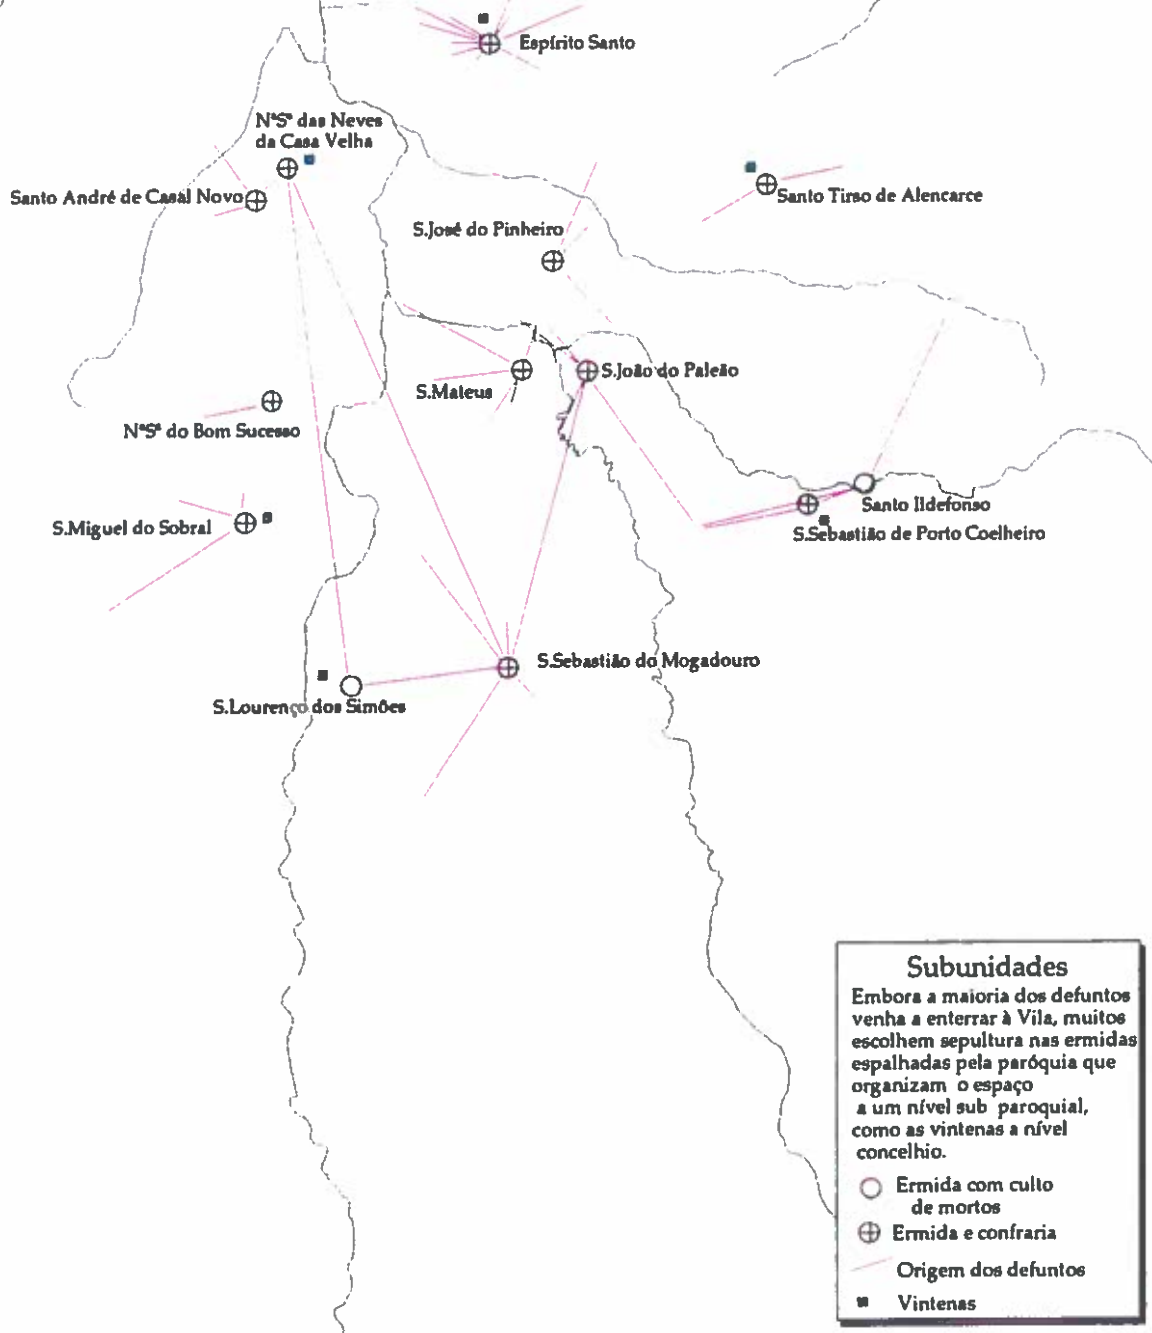 Espírito Santo
NªSª das Neves
da Casa Velha
Santo André de Casal Novo
Santo Tirso de Alencarce
S.José do Pinheiro
S.João do Paleão
S.Mateus
NªSª do Bom Sucesso
Santo Ildefonso
S.Miguel do Sobral
S.Sebastião de Porto Coelheiro
S.Sebastião do Mogadouro
S.Lourenço dos Simões
Subunidades
Embora a maioria dos defuntos
venha a enterrar à Vila, muitos
escolhem sepultura nas ermidas
espalhadas pela paróquia que
organizam o espaço
a um nível sub paroquial,
como as vintenas a nível
concelhio.
Ermida com culto
de mortos
Ermida e confraria
Origem dos defuntos
Vintenas